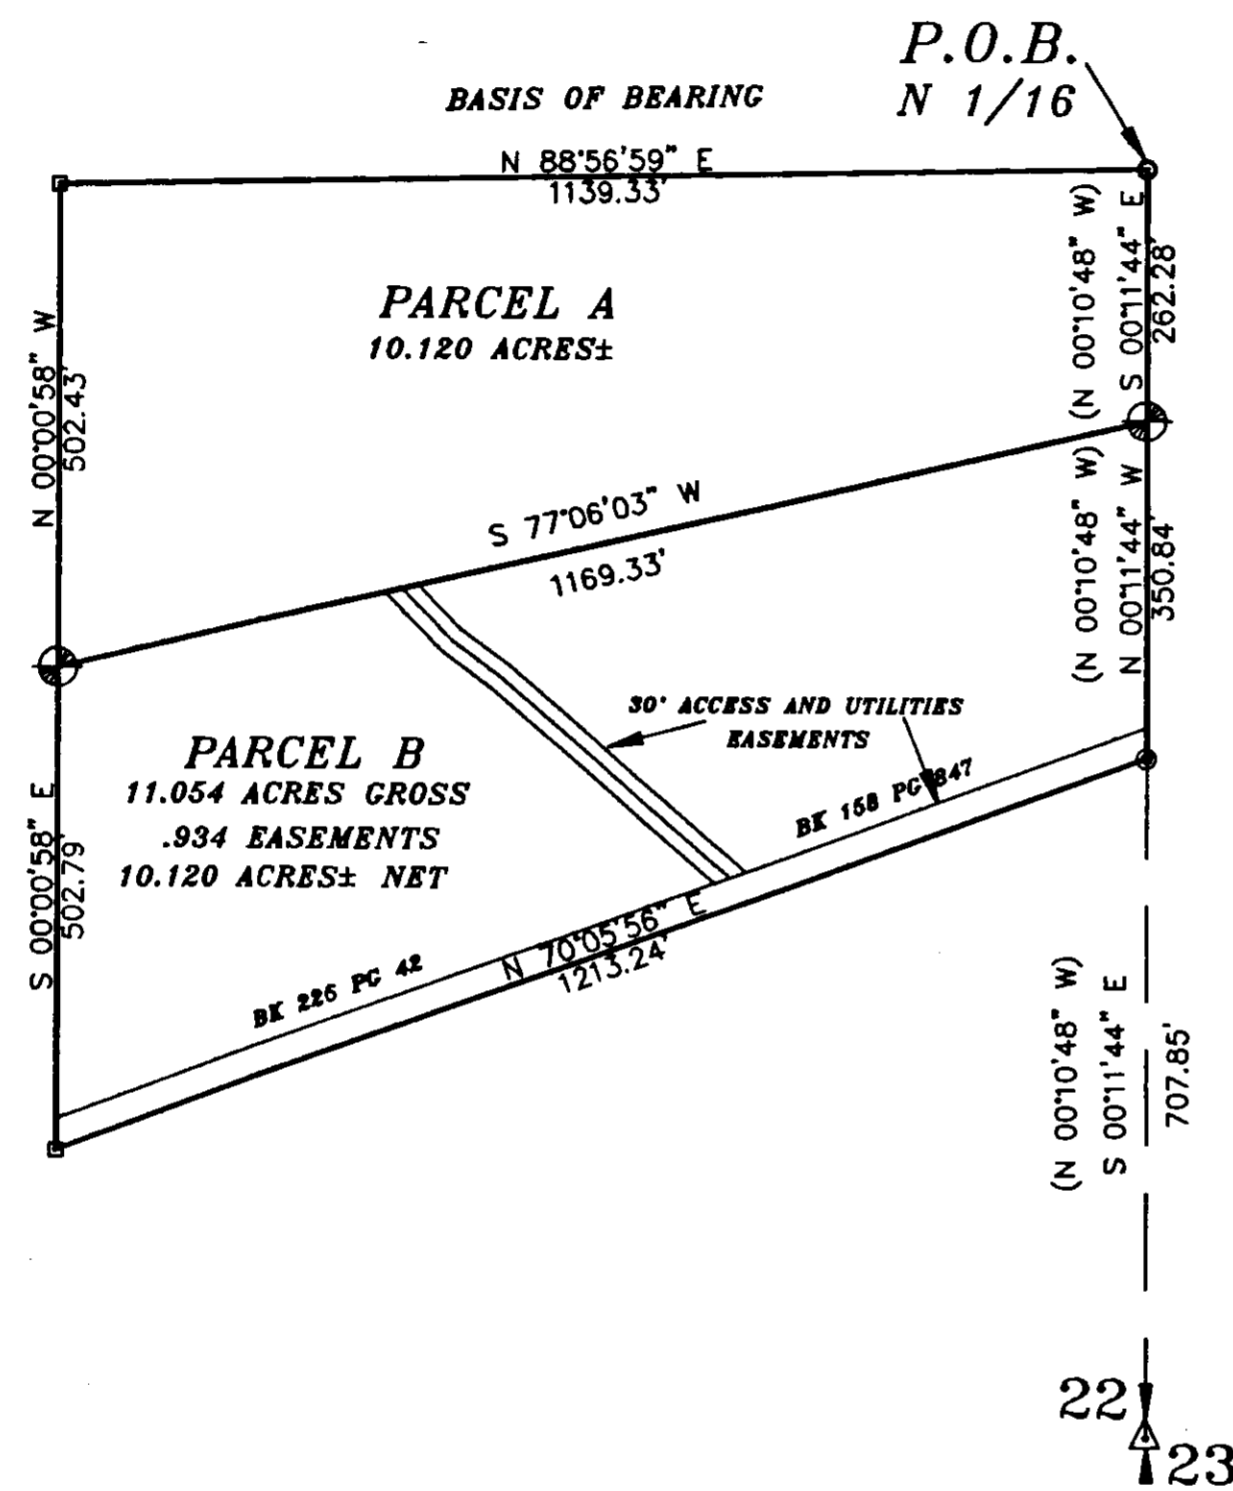 P.O.B.
N 1/16
BASIS OF BEARING
N 88°56'59" E
1139.33'
(N 00°10'48" W)
S 00°11'44" E
262.28'
PARCEL A
10.120 ACRES±
N 00°00'58" W
502.43'
S 77°06'03" W
1169.33'
(N 00°10'48" W)
N 00°11'44" W
350.84'
30' ACCESS AND UTILITIES
EASEMENTS
PARCEL B
11.054 ACRES GROSS
.934 EASEMENTS
10.120 ACRES± NET
S 00°00'58" E
502.79'
BK 158 PG 847
N 70°05'56" E
1213.24'
BK 226 PG 42
(N 00°10'48" W)
S 00°11'44" E
707.85'
22
23